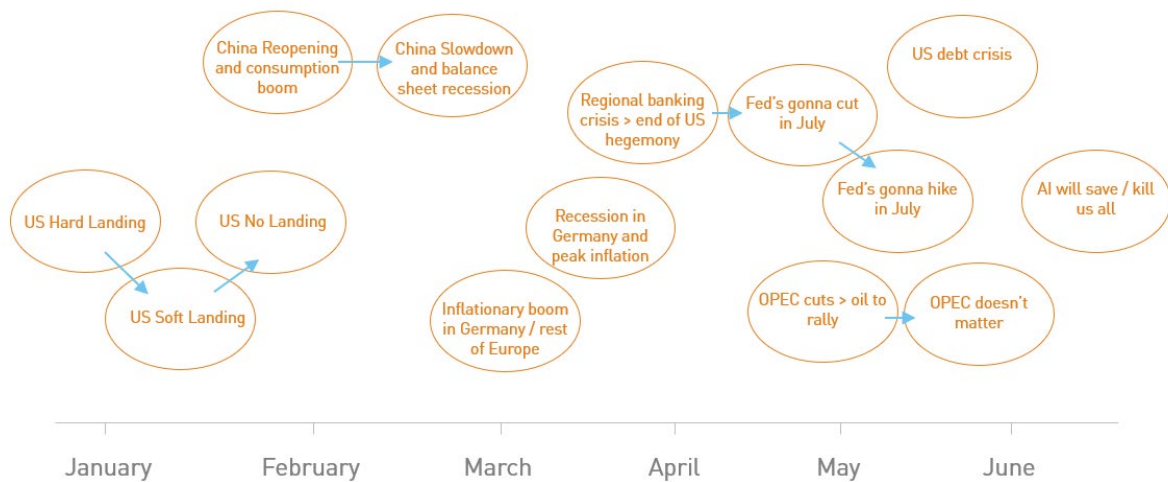 China Reopening
and consumption
boom
China Slowdown
and balance
sheet recession
US debt crisis
Regional banking
crisis > end of US
hegemony
Fed's gonna cut
in July
US Hard Landing
US No Landing
Recession in
Germany and
peak inflation
Fed's gonna hike
in July
AI will save / kill
us all
US Soft Landing
Inflationary boom
in Germany / rest
of Europe
OPEC cuts > oil to
rally
OPEC doesn't
matter
January
February
March
April
May
June